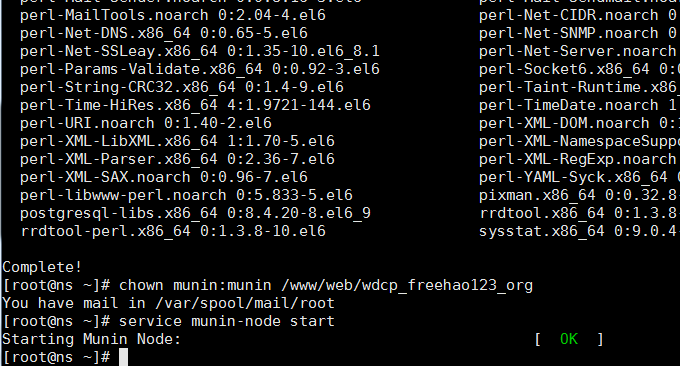 perl-MailTools.noarch 0:2.04-4.el6 perl-Net-CIDR.noarch 0
perl-Net-DNS.x86_64 0:0.65-5.el6 perl-Net-SNMP.noarch 0
perl-Net-SSLeay.x86_64 0:1.35-10.el6_8.1 perl-Net-Server.noarch
perl-Params-Validate.x86_64 0:0.92-3.el6 perl-Socket6.x86_64 0:0
perl-String-CRC32.x86_64 0:1.4-9.el6 perl-Taint-Runtime.x86_
perl-Time-HiRes.x86_64 4:1.9721-144.el6 perl-TimeDate.noarch 1
perl-URI.noarch 0:1.40-2.el6 perl-XML-DOM.noarch 0:1
perl-XML-LibXML.x86_64 1:1.70-5.el6 perl-XML-NamespaceSuppo
perl-XML-Parser.x86_64 0:2.36-7.el6 perl-XML-RegExp.noarch
perl-XML-SAX.noarch 0:0.96-7.el6 perl-YAML-Syck.x86_64 0
perl-libwww-perl.noarch 0:5.833-5.el6 pixman.x86_64 0:0.32.8-
postgresql-libs.x86_64 0:8.4.20-8.el6_9 rrdtool.x86_64 0:1.3.8-
rrdtool-perl.x86_64 0:1.3.8-10.el6 sysstat.x86_64 0:9.0.4-
Complete!
[root@ns ~]# chown munin:munin /www/web/wdcp_freehao123_org
You have mail in /var/spool/mail/root
[root@ns ~]# service munin-node start
Starting Munin Node: [ OK ]
[root@ns ~]#